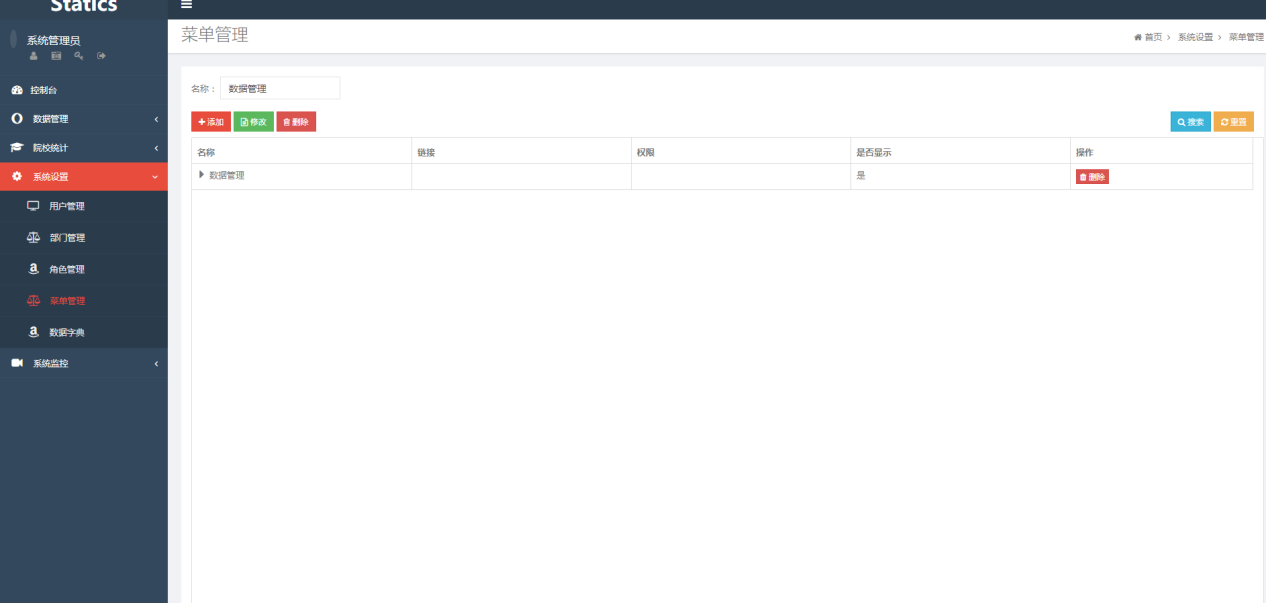 Statics
系统管理员
控制台
数据管理
院校统计
系统设置
用户管理
部门管理
角色管理
菜单管理
数据字典
系统监控
菜单管理
首页 > 系统设置 > 菜单管理
名称： 数据管理
添加 修改 删除 搜索 重置
名称 链接 权限 是否显示 操作
数据管理 是 删除